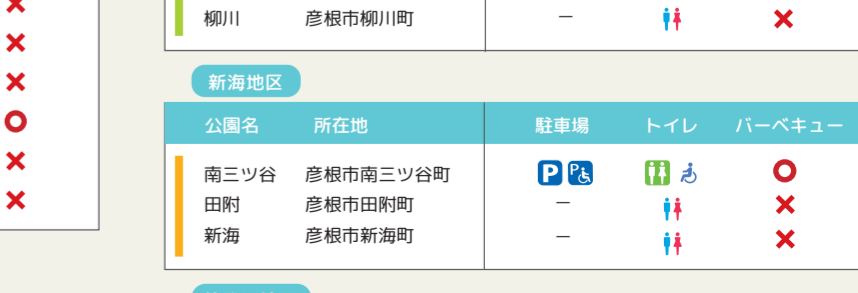 柳川 彦根市柳川町 －
新海地区
公園名 所在地 駐車場 トイレ バーベキュー
南三ツ谷 彦根市南三ツ谷町 P P
田附 彦根市田附町 －
新海 彦根市新海町 －